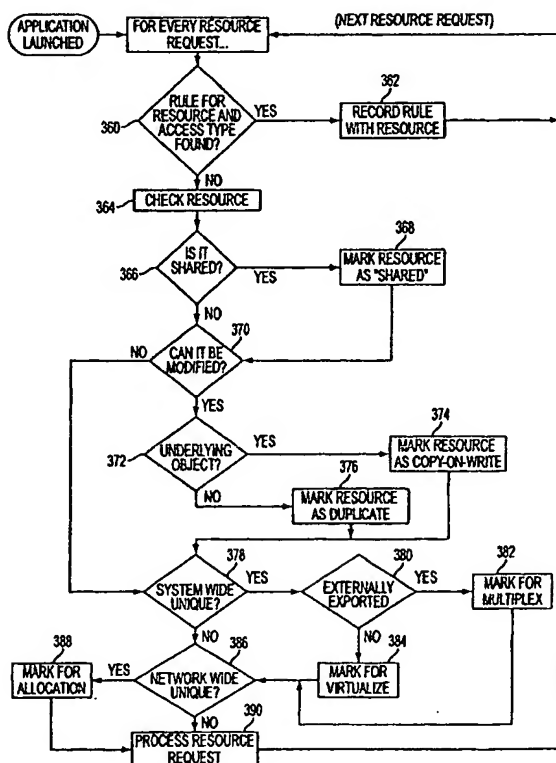 APPLICATION
LAUNCHED
FOR EVERY RESOURCE
REQUEST...
(NEXT RESOURCE REQUEST)
360
RULE FOR
RESOURCE AND
ACCESS TYPE
FOUND?
YES
362
RECORD RULE
WITH RESOURCE
NO
364
CHECK RESOURCE
366
IS IT
SHARED?
YES
368
MARK RESOURCE
AS "SHARED"
NO
370
NO
CAN IT BE
MODIFIED?
YES
372
UNDERLYING
OBJECT?
YES
374
MARK RESOURCE
AS COPY-ON-WRITE
NO
376
MARK RESOURCE
AS DUPLICATE
378
SYSTEM WIDE
UNIQUE?
YES
380
EXTERNALLY
EXPORTED
YES
382
MARK FOR
MULTIPLEX
NO
NO
384
MARK FOR
VIRTUALIZE
386
NETWORK WIDE
UNIQUE?
YES
388
MARK FOR
ALLOCATION
NO
390
PROCESS RESOURCE
REQUEST